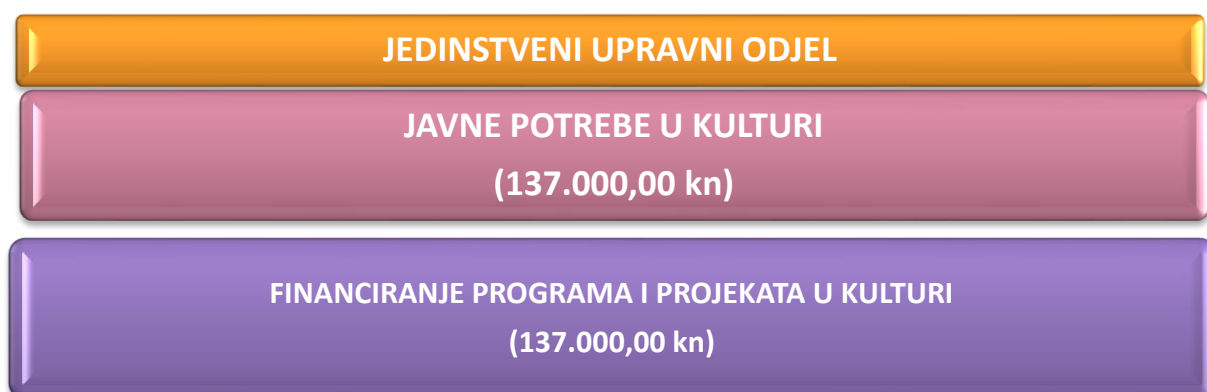 JEDINSTVENI UPRAVNI ODJEL
JAVNE POTREBE U KULTURI
(137.000,00 kn)
FINANCIRANJE PROGRAMA I PROJEKATA U KULTURI
(137.000,00 kn)